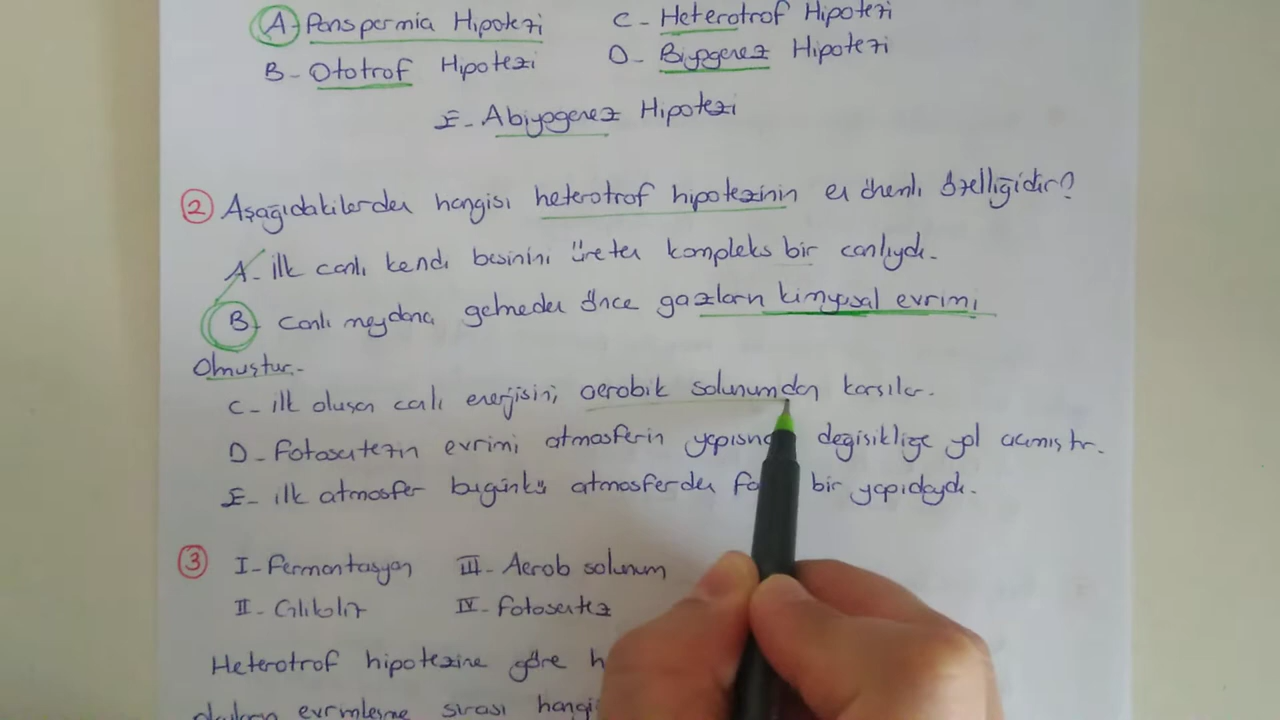 A- Panspermia Hipotezi C- Heterotrof Hipotezi
B- Ototrof Hipotezi D- Biyogenez Hipotezi
E- Abiyogenez Hipotezi
2 Aşağıdakilerden hangisi heterotrof hipotezinin en önemli özelliğidir?
A- ilk canlı kendi besinini üreten kompleks bir canlıydı.
B- Canlı meydana gelmeden önce gazların kimyasal evrimi
Olmuştur.
C- ilk oluşan canlı enerjisini aerobik solunumdan karşılar.
D- Fotosentezin evrimi atmosferin yapısında değişikliğe yol açmıştır.
E- ilk atmosfer bugünkü atmosferden bir yapıdaydı.
3 I- Fermantasyon III- Aerob solunum
II- Glikoliz IV- Fotosentez
Heterotrof hipotezine göre
evrimleşme sırası